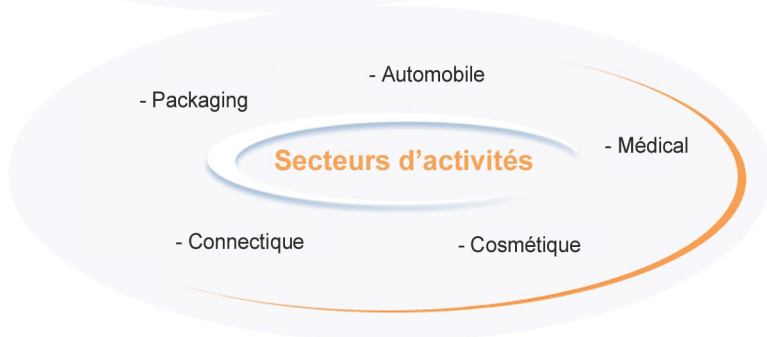 - Automobile
- Packaging
- Médical
Secteurs d’activités
- Connectique
- Cosmétique